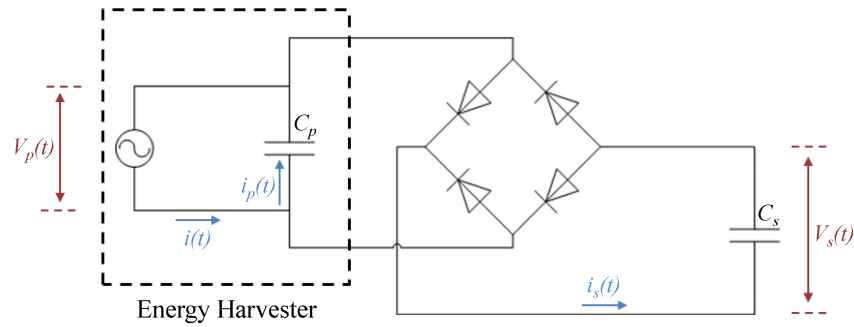 C_p
V_p(t)
i_p(t)
C_s
V_s(t)
i(t)
i_s(t)
Energy Harvester